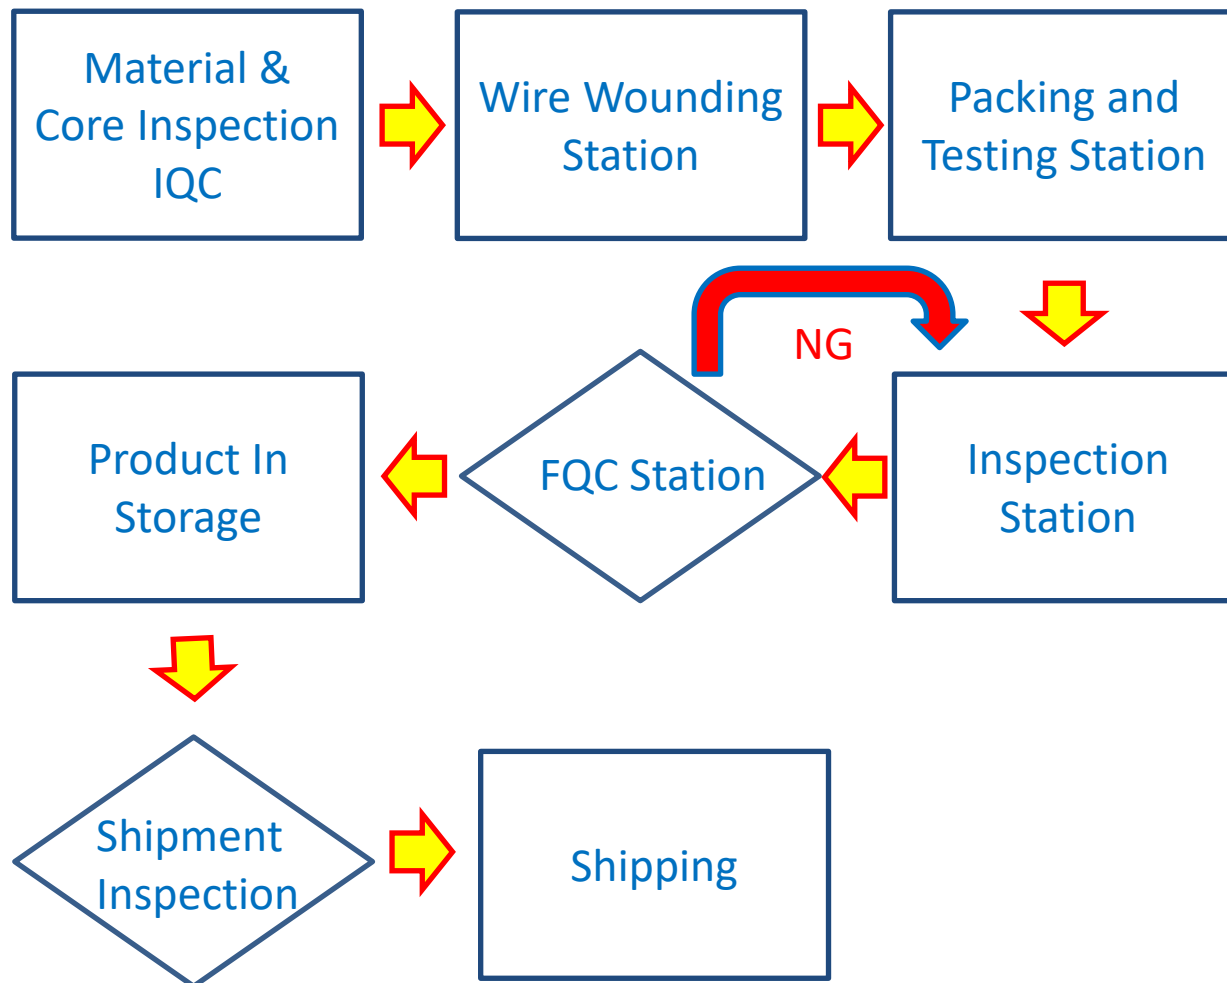 Material &
Core Inspection
IQC
Wire Wounding
Station
Packing and
Testing Station
NG
Product In
Storage
FQC Station
Inspection
Station
Shipment
Inspection
Shipping